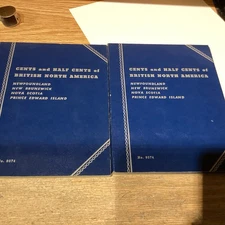 CENTS and HALF CENTS of
BRITISH NORTH AMERICA
NEWFOUNDLAND
NEW BRUNSWICK
NOVA SCOTIA
PRINCE EDWARD ISLAND
CENTS and HALF CENTS of
BRITISH NORTH AMERICA
NEWFOUNDLAND
NEW BRUNSWICK
NOVA SCOTIA
PRINCE EDWARD ISLAND